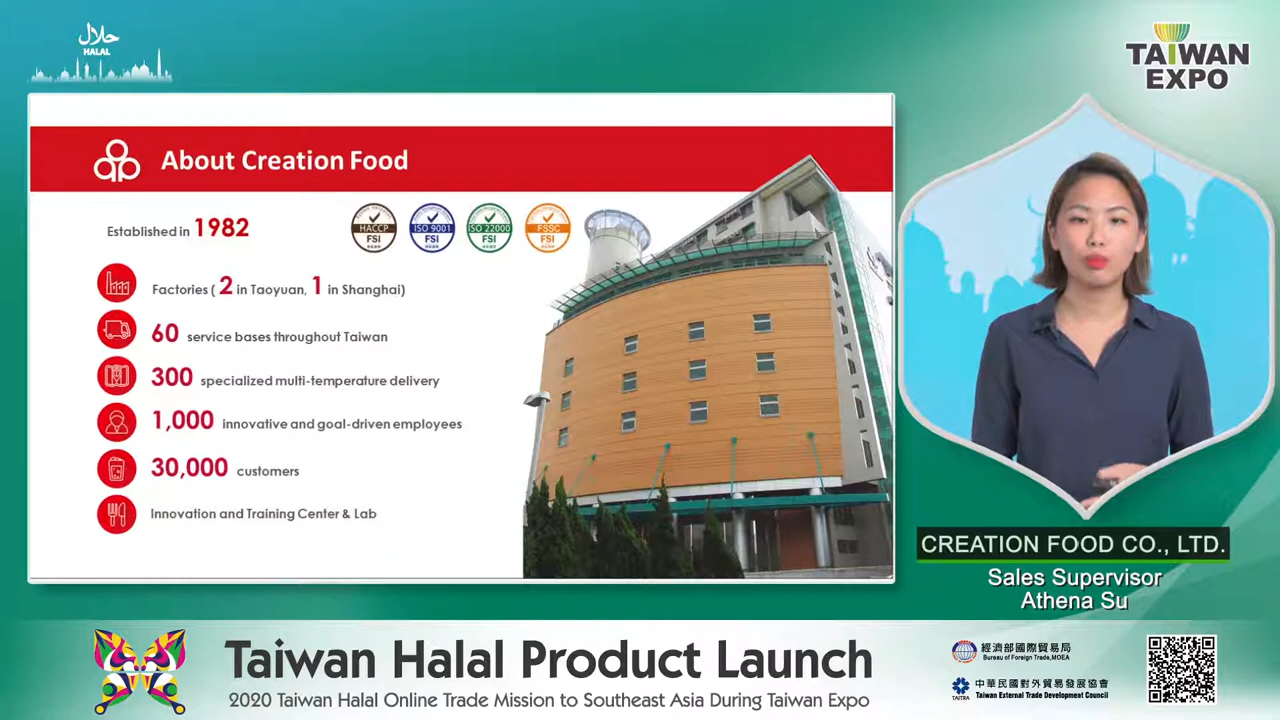 حلال
HALAL
TAIWAN
EXPO
About Creation Food
Established in 1982
HACCP
FSI
ISO 9001
FSI
ISO 22000
FSI
FSSC
FSI
Factories ( 2 in Taoyuan, 1 in Shanghai)
60 service bases throughout Taiwan
300 specialized multi-temperature delivery
1,000 innovative and goal-driven employees
30,000 customers
Innovation and Training Center & Lab
CREATION FOOD CO., LTD.
Sales Supervisor
Athena Su
Taiwan Halal Product Launch
2020 Taiwan Halal Online Trade Mission to Southeast Asia During Taiwan Expo
經濟部國際貿易局
Bureau of Foreign Trade,MOEA
中華民國對外貿易發展協會
TAITRA
Taiwan External Trade Development Council